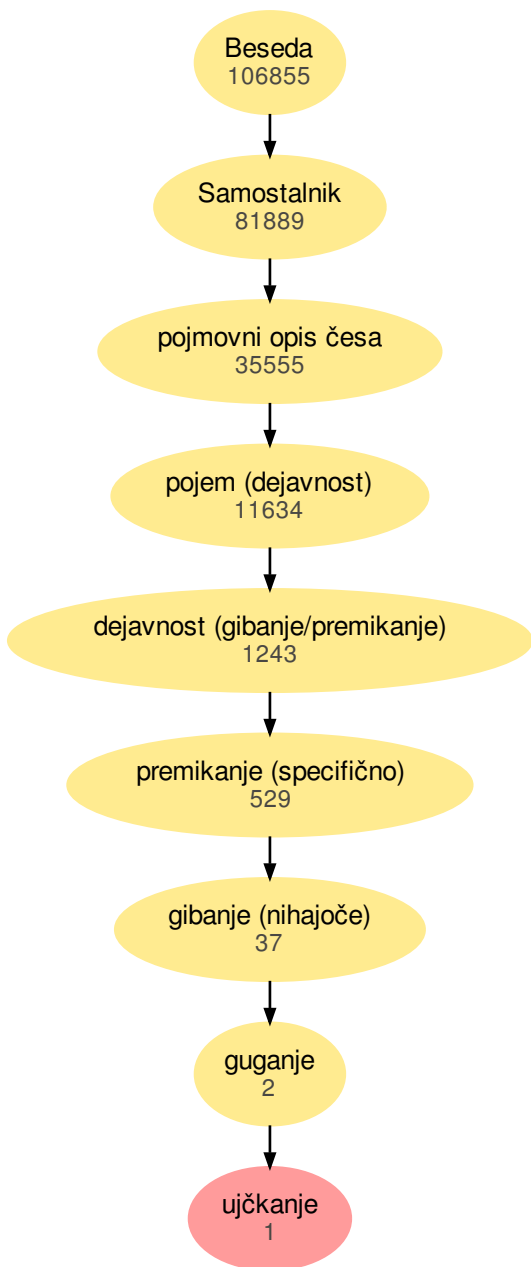 Beseda
106855
Samostalnik
81889
pojmovni opis česa
35555
pojem (dejavnost)
11634
dejavnost (gibanje/premikanje)
1243
premikanje (specifično)
529
gibanje (nihajoče)
37
guganje
2
ujčkanje
1